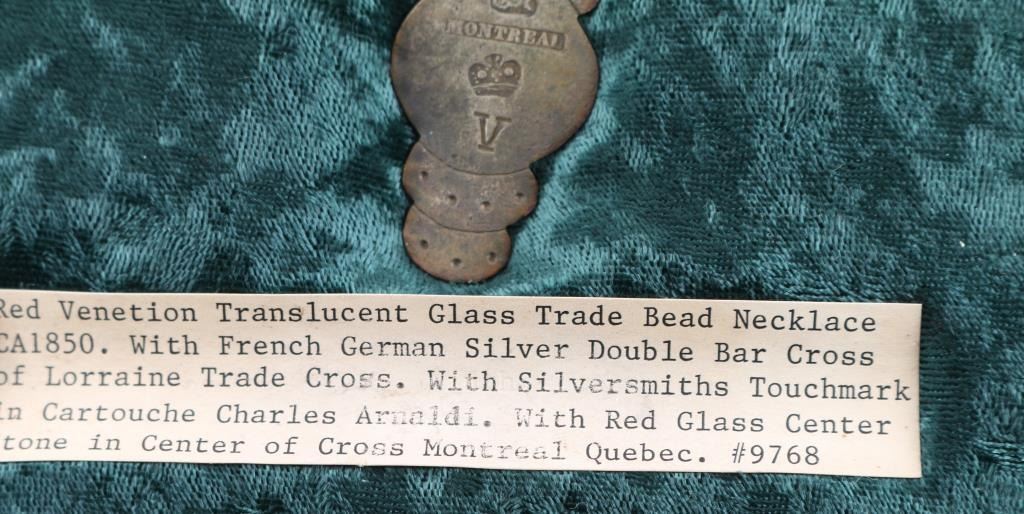 MONTREAL
V
Red Venetion Translucent Glass Trade Bead Necklace
CA1850. With French German Silver Double Bar Cross
of Lorraine Trade Cross. With Silversmiths Touchmark
in Cartouche Charles Arnaldi. With Red Glass Center
tone in Center of Cross Montreal Quebec. #9768